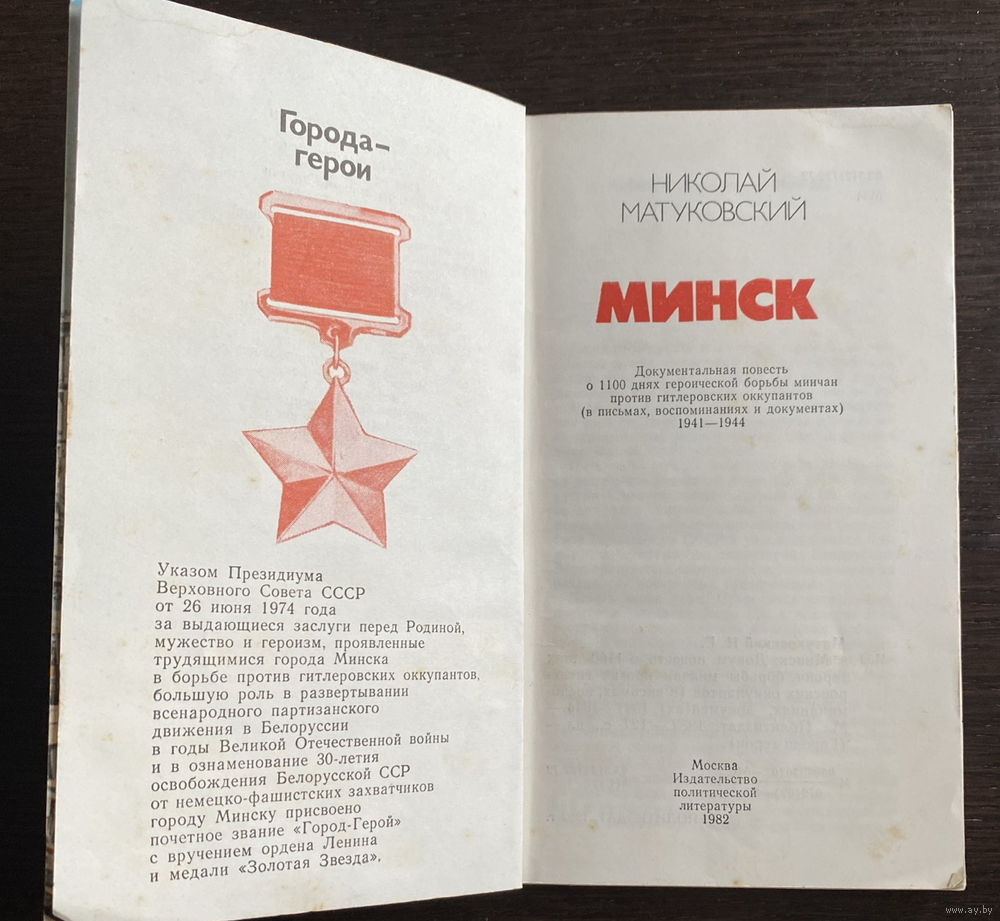 Города–
герои
Указом Президиума
Верховного Совета СССР
от 26 июня 1974 года
за выдающиеся заслуги перед Родиной,
мужество и героизм, проявленные
трудящимися города Минска
в борьбе против гитлеровских оккупантов,
большую роль в развертывании
всенародного партизанского
движения в Белоруссии
в годы Великой Отечественной войны
и в ознаменование 30-летия
освобождения Белорусской ССР
от немецко-фашистских захватчиков
городу Минску присвоено
почетное звание «Город-Герой»
с вручением ордена Ленина
и медали «Золотая Звезда».
НИКОЛАЙ
МАТУКОВСКИЙ
МИНСК
Документальная повесть
о 1100 днях героической борьбы минчан
против гитлеровских оккупантов
(в письмах, воспоминаниях и документах)
1941—1944
Москва
Издательство
политической
литературы
1982
www.ay.by